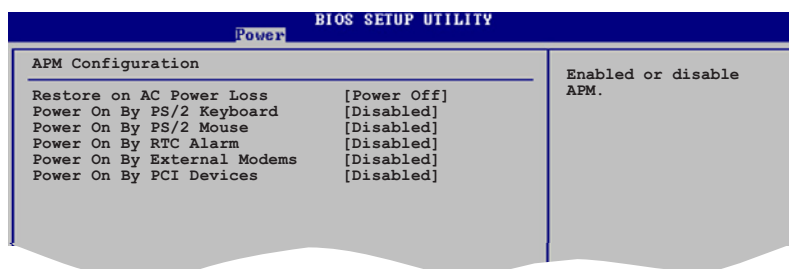 BIOS SETUP UTILITY
Power
APM Configuration
Restore on AC Power Loss [Power Off]
Power On By PS/2 Keyboard [Disabled]
Power On By PS/2 Mouse [Disabled]
Power On By RTC Alarm [Disabled]
Power On By External Modems [Disabled]
Power On By PCI Devices [Disabled]
Enabled or disable
APM.